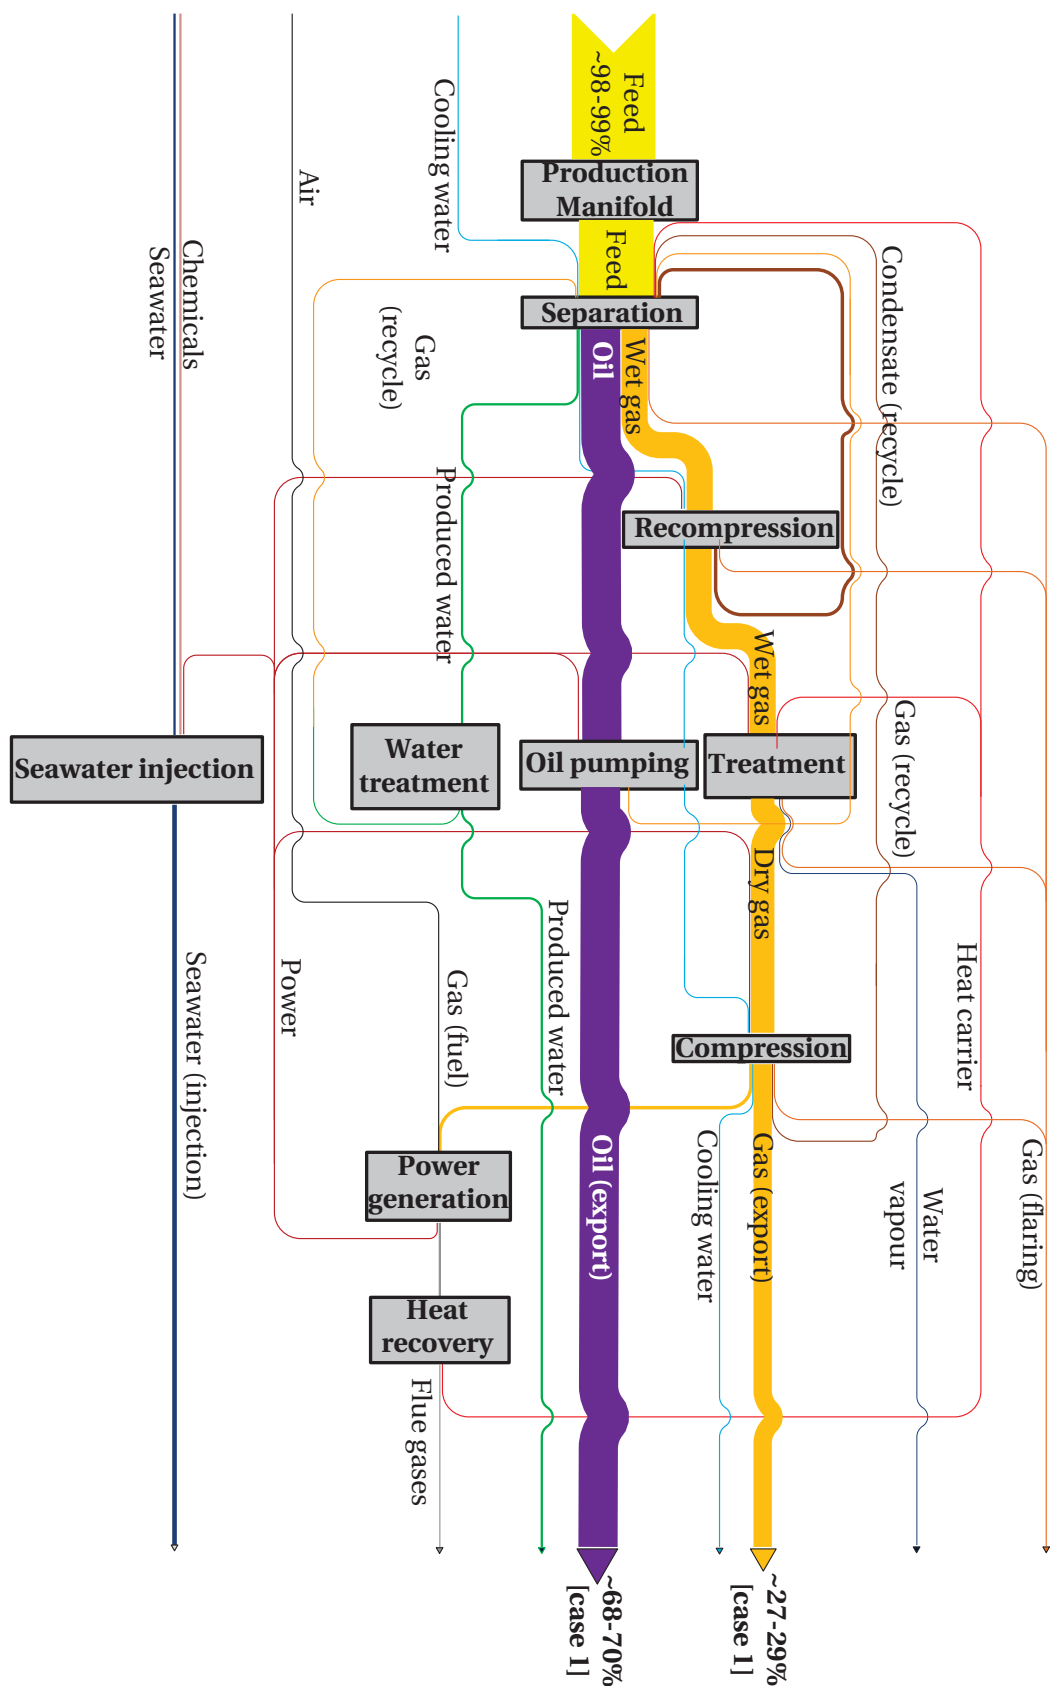 Feed
~98-99%
Cooling water
Air
Chemicals
Seawater
Production
Manifold
Feed
Condensate (recycle)
Separation
Gas
(recycle)
Oil
Wet gas
Produced water
Recompression
Wet gas
Gas (recycle)
Seawater injection
Water
treatment
Oil pumping
Treatment
Dry gas
Produced water
Heat carrier
Seawater (injection)
Power
Gas (fuel)
Compression
Oil (export)
Cooling water
Gas (export)
Water
vapour
Gas (flaring)
Power
generation
Heat
recovery
Flue gases
~68-70%
[case 1]
~27-29%
[case 1]